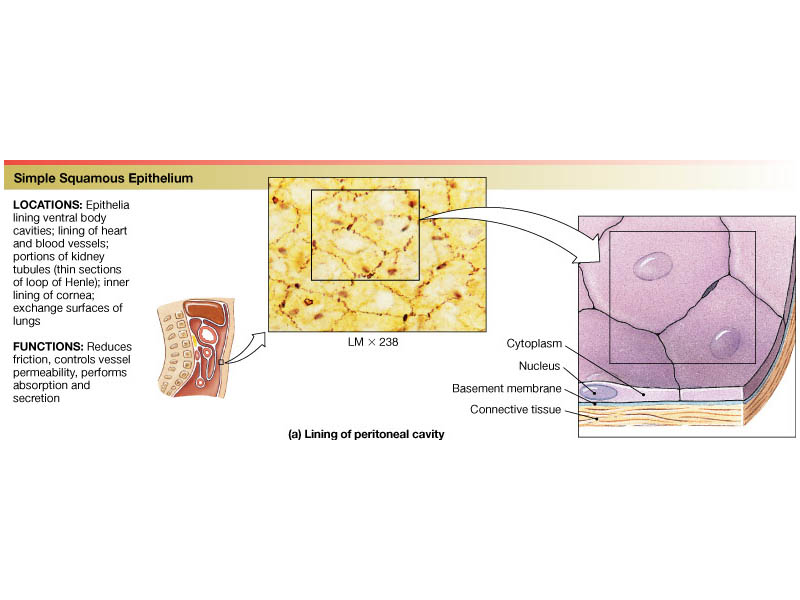 Simple Squamous Epithelium
LOCATIONS: Epithelia
lining ventral body
cavities; lining of heart
and blood vessels;
portions of kidney
tubules (thin sections
of loop of Henle); inner
lining of cornea;
exchange surfaces of
lungs
FUNCTIONS: Reduces
friction, controls vessel
permeability, performs
absorption and
secretion
LM × 238
Cytoplasm
Nucleus
Basement membrane
Connective tissue
(a) Lining of peritoneal cavity